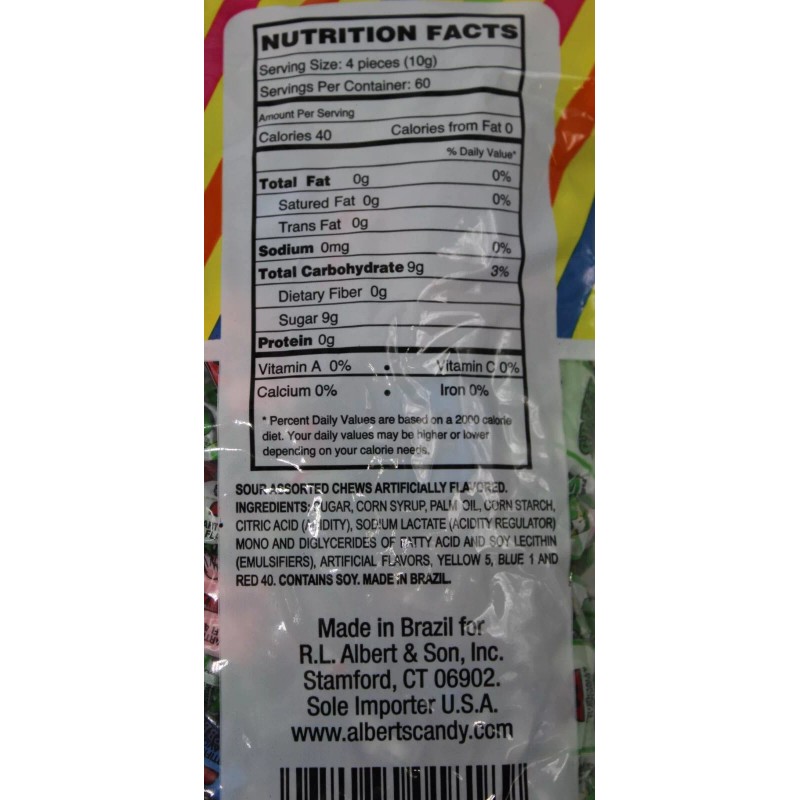 NUTRITION FACTS
Serving Size: 4 pieces (10g)
Servings Per Container: 60
Amount Per Serving
Calories 40 Calories from Fat 0
% Daily Value*
Total Fat 0g 0%
Satured Fat 0g 0%
Trans Fat 0g
Sodium 0mg 0%
Total Carbohydrate 9g 3%
Dietary Fiber 0g
Sugar 9g
Protein 0g
Vitamin A 0% • Vitamin C 0%
Calcium 0% • Iron 0%
* Percent Daily Values are based on a 2000 calorie
diet. Your daily values may be higher or lower
depending on your calorie needs.
SOUR ASSORTED CHEWS ARTIFICIALLY FLAVORED.
INGREDIENTS: SUGAR, CORN SYRUP, PALM OIL, CORN STARCH,
CITRIC ACID (ACIDITY), SODIUM LACTATE (ACIDITY REGULATOR)
MONO AND DIGLYCERIDES OF FATTY ACID AND SOY LECITHIN
(EMULSIFIERS), ARTIFICIAL FLAVORS, YELLOW 5, BLUE 1 AND
RED 40. CONTAINS SOY. MADE IN BRAZIL.
Made in Brazil for
R.L. Albert & Son, Inc.
Stamford, CT 06902.
Sole Importer U.S.A.
www.albertscandy.com